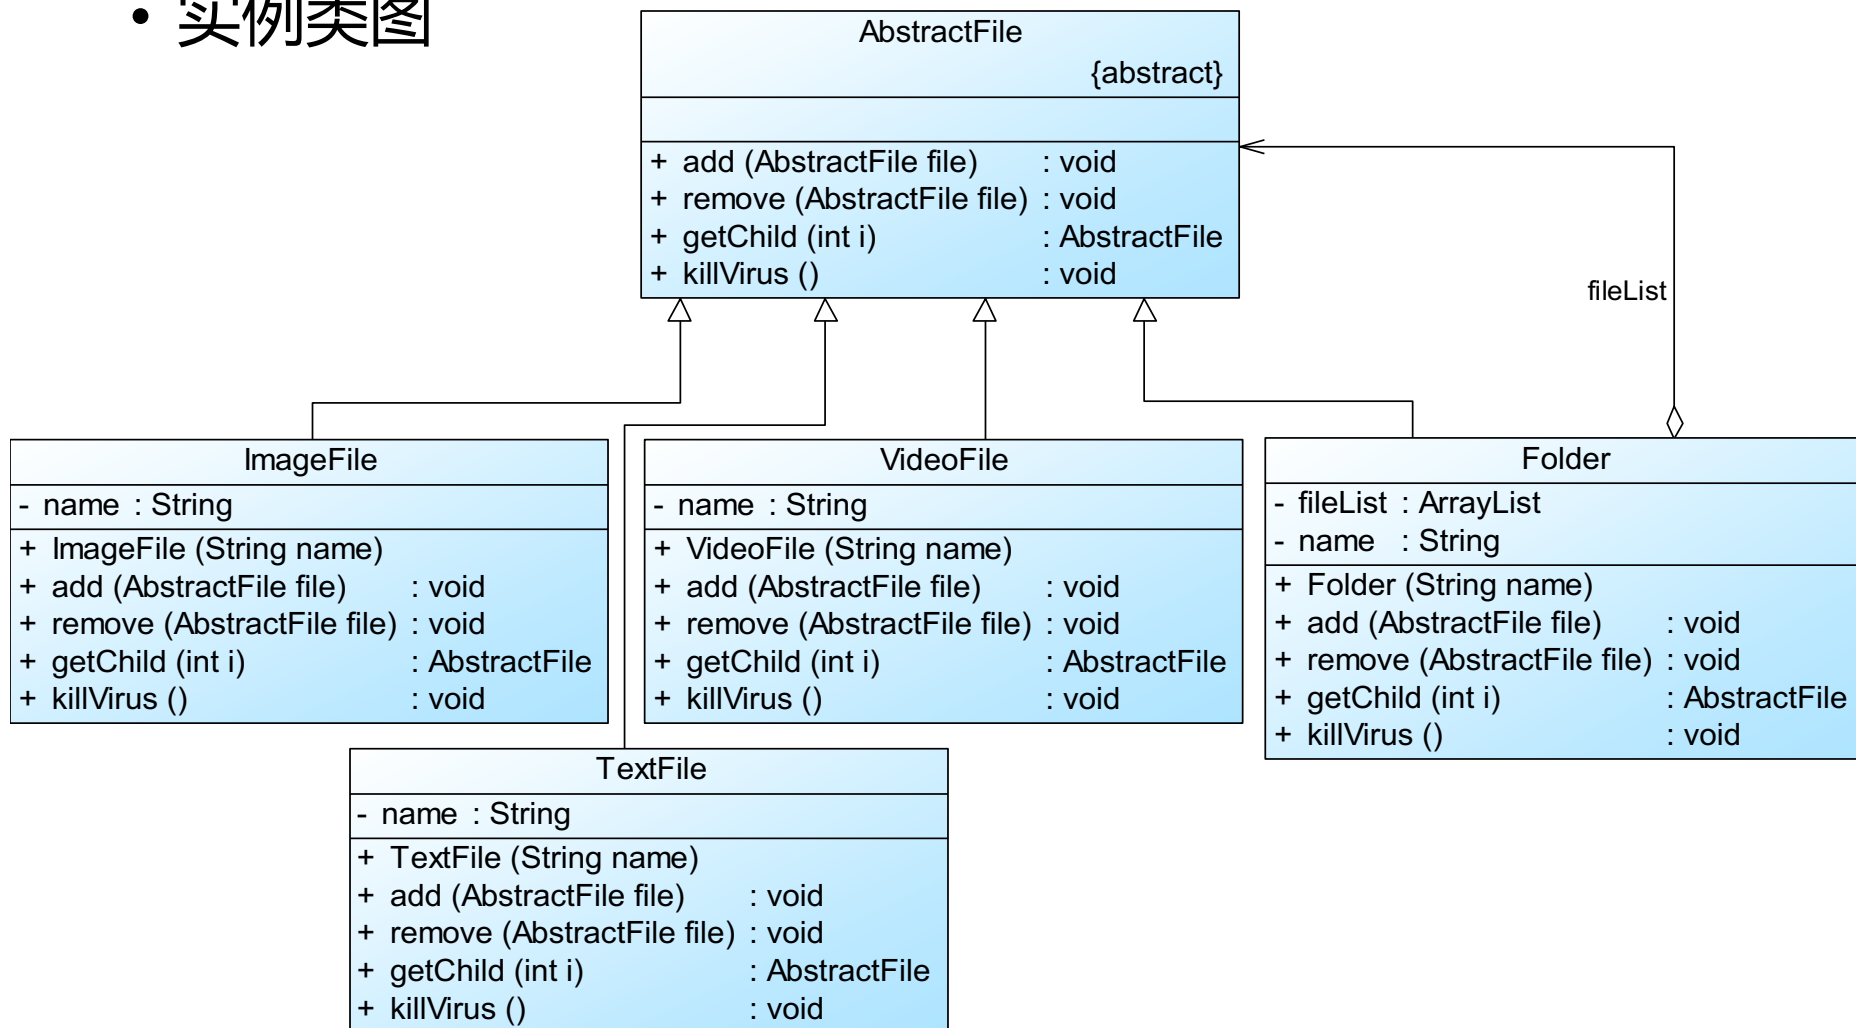 • 实例类图
AbstractFile
{abstract}
+ add (AbstractFile file) : void
+ remove (AbstractFile file) : void
+ getChild (int i) : AbstractFile
+ killVirus () : void
fileList
ImageFile
- name : String
+ ImageFile (String name)
+ add (AbstractFile file) : void
+ remove (AbstractFile file) : void
+ getChild (int i) : AbstractFile
+ killVirus () : void
VideoFile
- name : String
+ VideoFile (String name)
+ add (AbstractFile file) : void
+ remove (AbstractFile file) : void
+ getChild (int i) : AbstractFile
+ killVirus () : void
Folder
- fileList : ArrayList
- name : String
+ Folder (String name)
+ add (AbstractFile file) : void
+ remove (AbstractFile file) : void
+ getChild (int i) : AbstractFile
+ killVirus () : void
TextFile
- name : String
+ TextFile (String name)
+ add (AbstractFile file) : void
+ remove (AbstractFile file) : void
+ getChild (int i) : AbstractFile
+ killVirus () : void